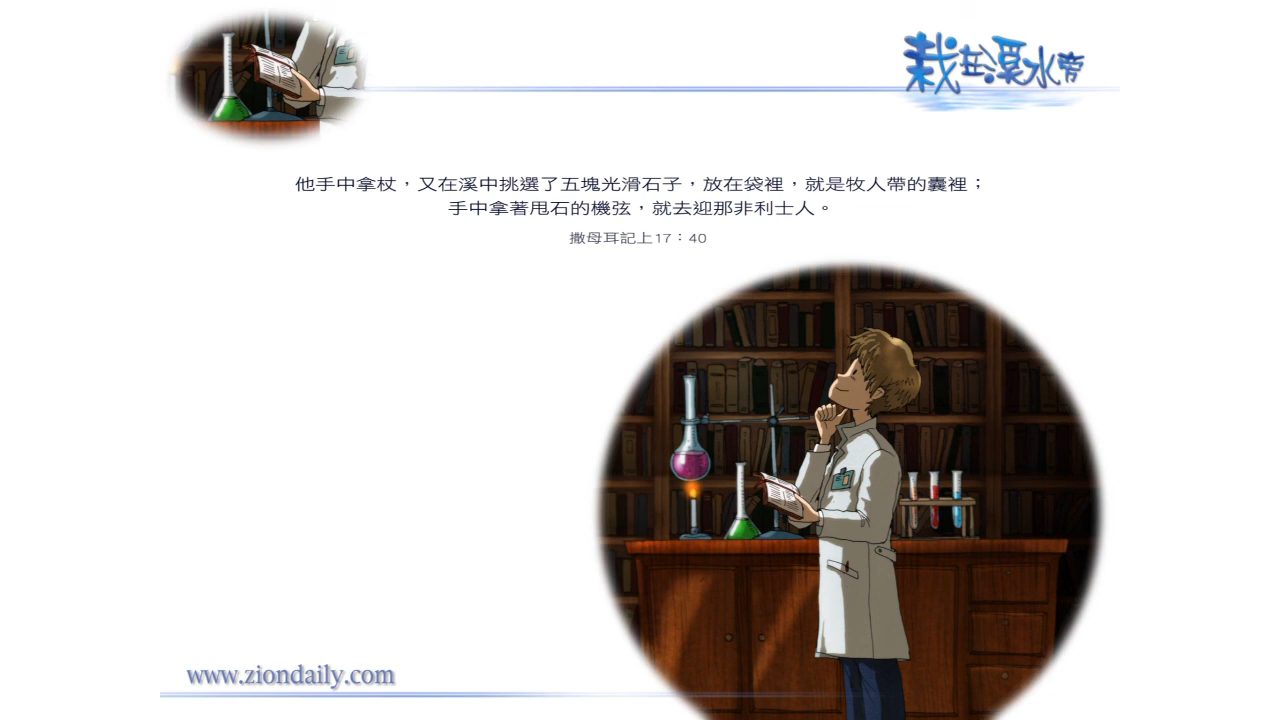 栽在溪水帝
他手中拿杖，又在溪中挑選了五塊光滑石子，放在袋裡，就是牧人帶的囊裡；
手中拿著甩石的機弦，就去迎那非利士人。
撒母耳記上17：40
www.ziondaily.com